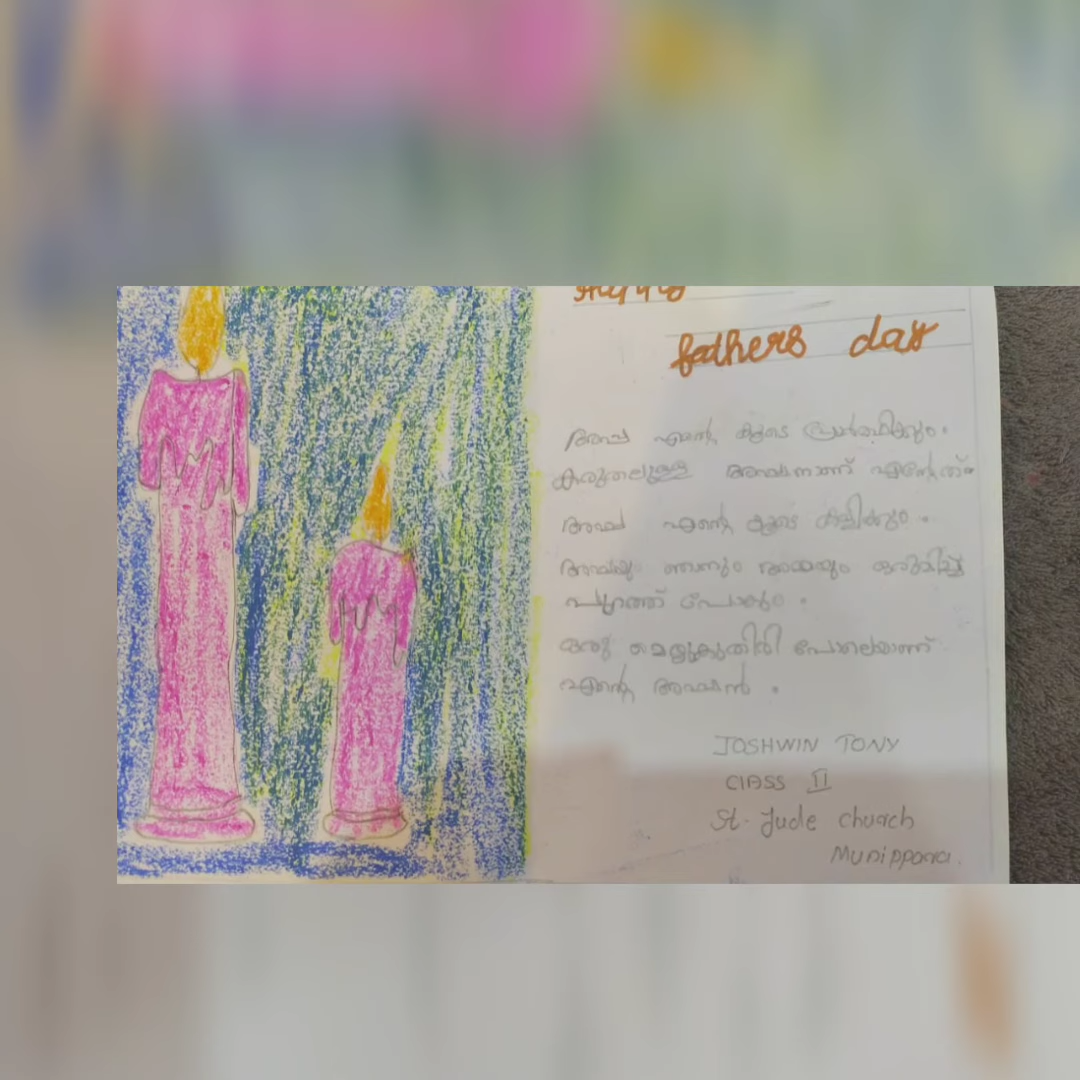 Happy
fathers day
അപ്പ എന്റെ കൂടെ പ്രാർത്ഥിക്കും.
കരുതലുള്ള അപ്പനാണ് എന്റേത്.
അപ്പ എന്റെ കൂടെ കളിക്കും.
അപ്പയും ഞാനും അമ്മയും ഒരുമിച്ച്
പുറത്ത് പോകും.
ഒരു മെഴുകുതിരി പോലെയാണ്
എന്റെ അപ്പൻ.
JOSHWIN TONY
ClASS II
St. Jude Church
Munippara.